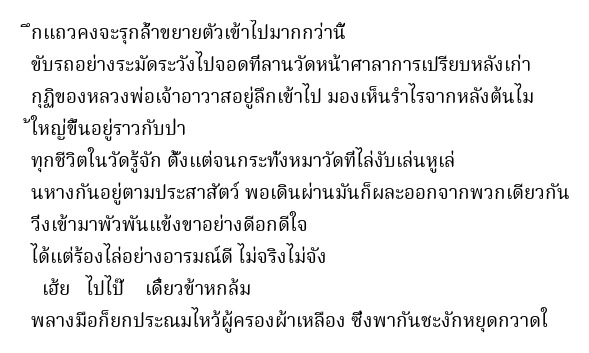 ึกแถวคงจะรุกล้ำขยายตัวเข้าไปมากกว่านี้
ขับรถอย่างระมัดระวังไปจอดที่ลานวัดหน้าศาลาการเปรียบหลังเก่า
กุฏิของหลวงพ่อเจ้าอาวาสอยู่ลึกเข้าไป มองเห็นรำไรจากหลังต้นไม
้ใหญ่ขึ้นอยู่ราวกับป่า
ทุกชีวิตในวัดรู้จัก ตั้งแต่จนกระทั่งหมาวัดที่ไล่งับเล่นหูเล่
นหางกันอยู่ตามประสาสัตว์ พอเดินผ่านมันก็ผละออกจากพวกเดียวกัน
วิ่งเข้ามาพัวพันแข้งขาอย่างดีอกดีใจ
ได้แต่ร้องไล่อย่างอารมณ์ดี ไม่จริงไม่จัง
เฮ้ย ไปไป๊ เดี๋ยวข้าหกล้ม
พลางมือก็ยกประณมไหว้ผู้ครองผ้าเหลือง ซึ่งพากันชะงักหยุดกวาดใ